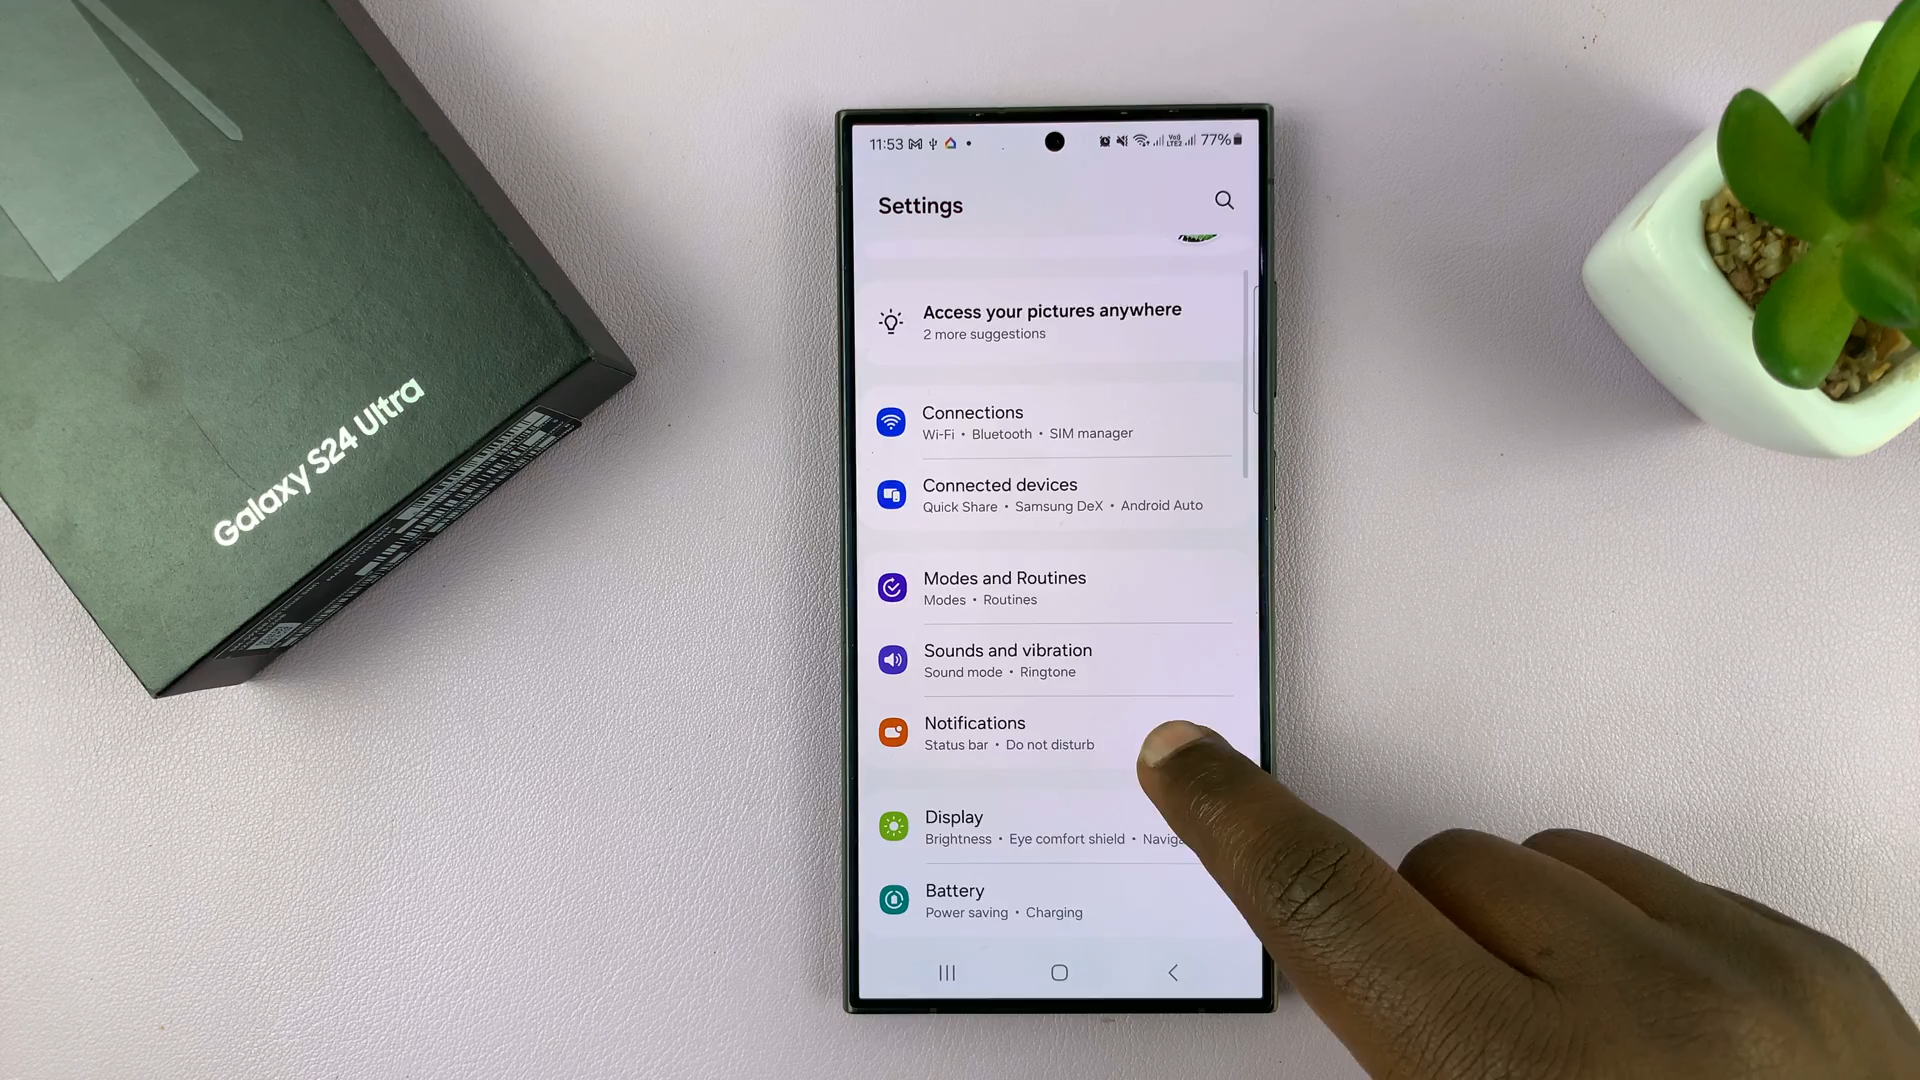 Galaxy S24 Ultra
11:53
77%
Settings
Access your pictures anywhere
2 more suggestions
Connections
Wi-Fi • Bluetooth • SIM manager
Connected devices
Quick Share • Samsung DeX • Android Auto
Modes and Routines
Modes • Routines
Sounds and vibration
Sound mode • Ringtone
Notifications
Status bar • Do not disturb
Display
Brightness • Eye comfort shield •
Battery
Power saving • Charging